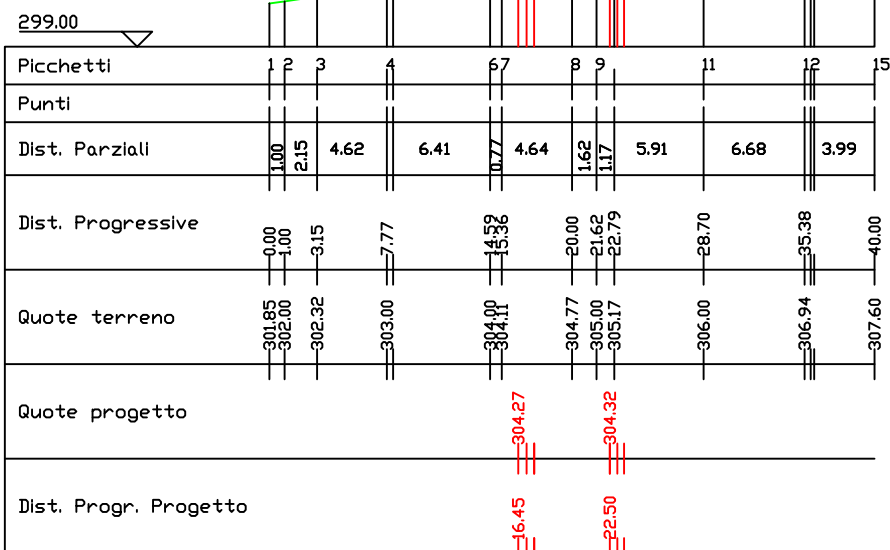 299.00
Picchetti 1 2 3 4 6 7 8 9 11 12 15
Punti
Dist. Parziali 1.00 2.15 4.62 6.41 0.77 4.64 1.62 1.17 5.91 6.68 3.99
Dist. Progressive 0.00 1.00 3.15 7.77 14.59 15.36 20.00 21.62 22.79 28.70 35.38 40.00
Quote terreno 301.85 302.00 302.32 303.00 304.00 304.11 304.77 305.00 305.17 306.00 306.94 307.60
Quote progetto 304.27 304.32
Dist. Progr. Progetto 16.45 22.50